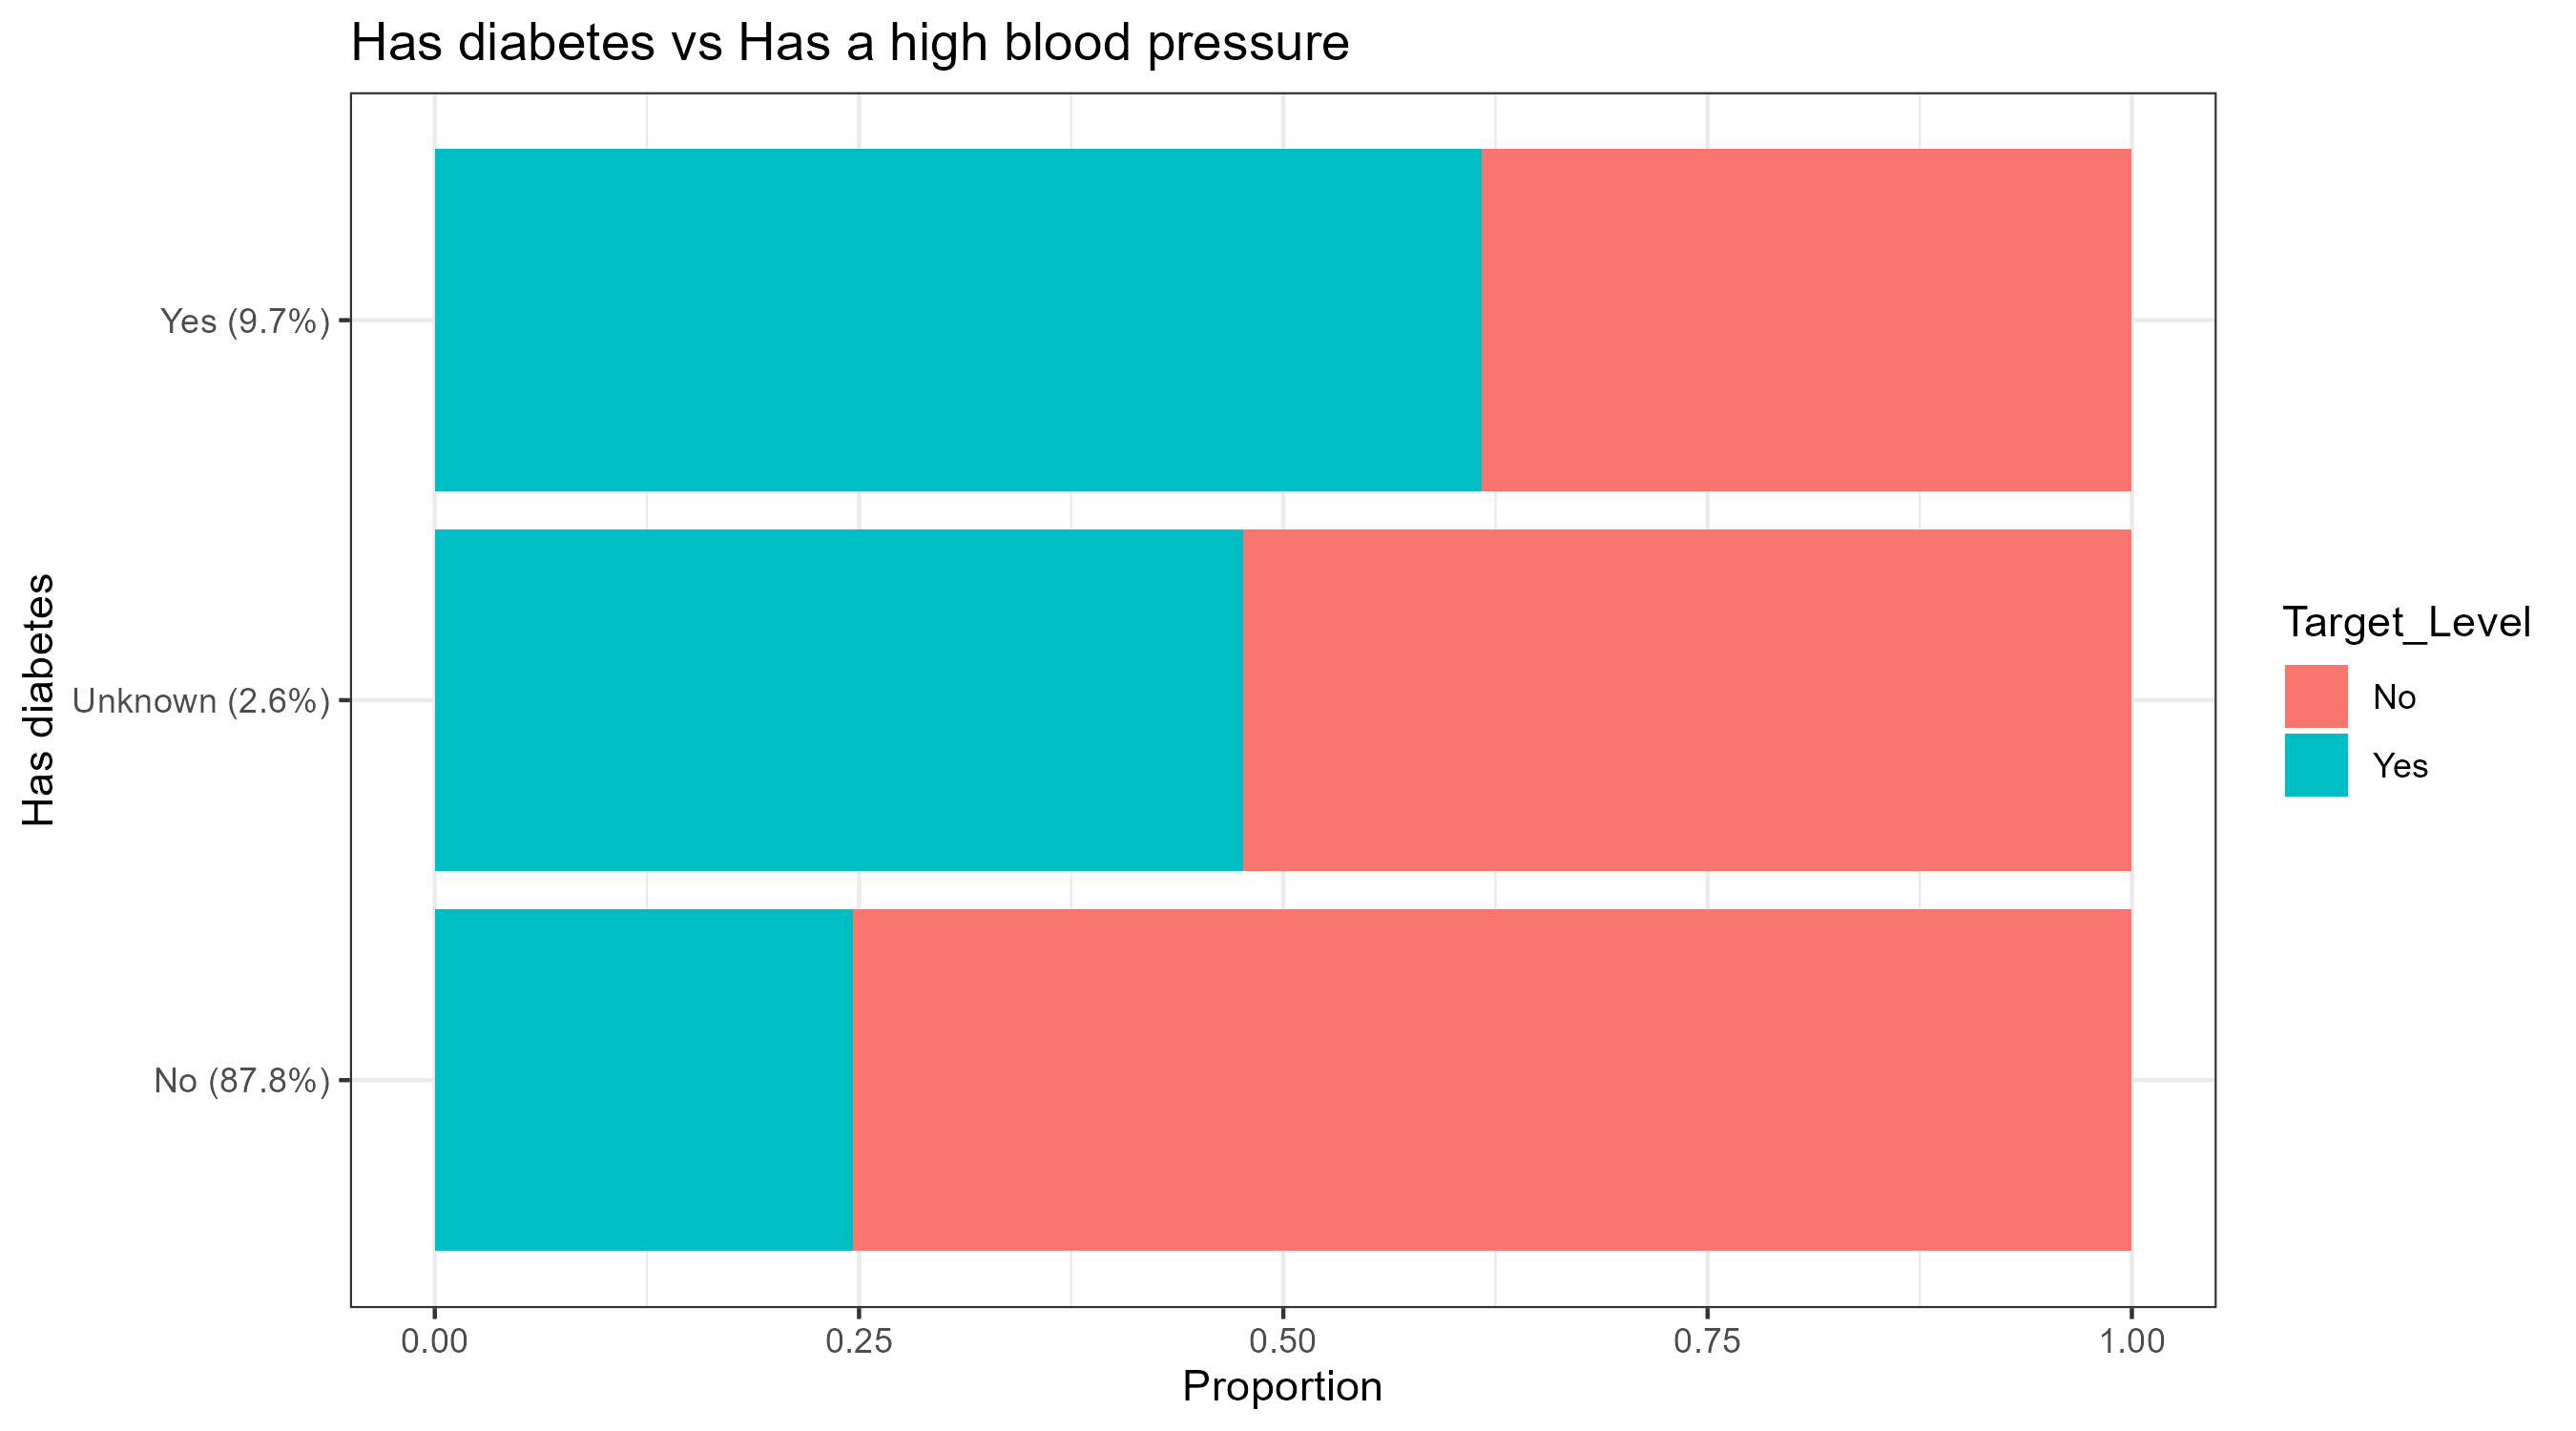 Has diabetes vs Has a high blood pressure
Has diabetes
Yes (9.7%)
Unknown (2.6%)
No (87.8%)
0.00
0.25
0.50
0.75
1.00
Proportion
Target_Level
No
Yes